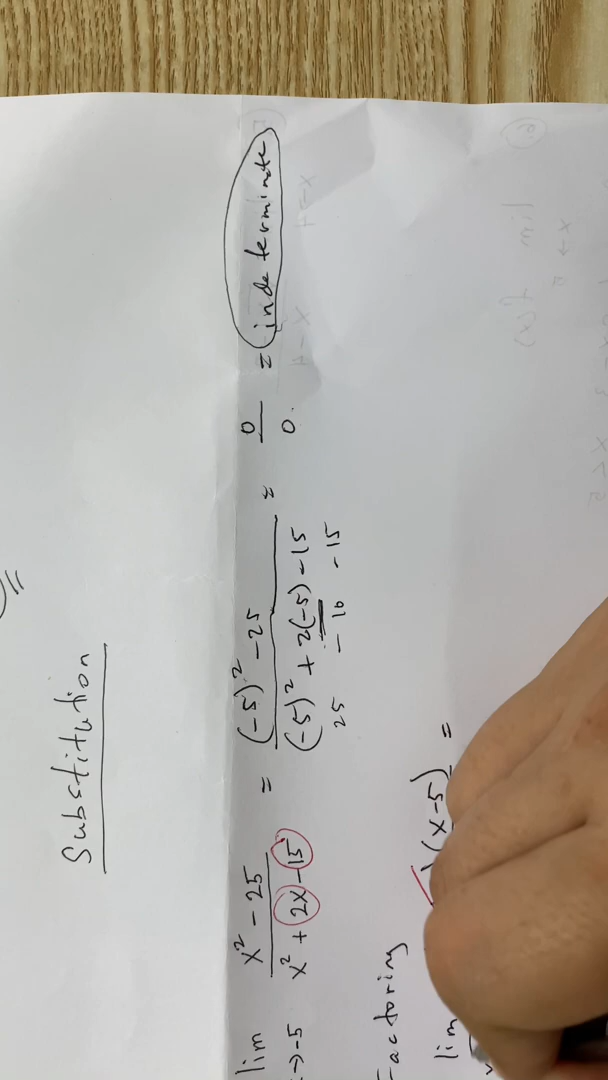 Substitution
lim x→-5 x² - 25 / x² + 2x - 15 = (-5)² - 25 / (-5)² + 2(-5) - 15 = 0 / 0 = indeterminate
25 - 10 - 15
Factoring
lim (x-5) =